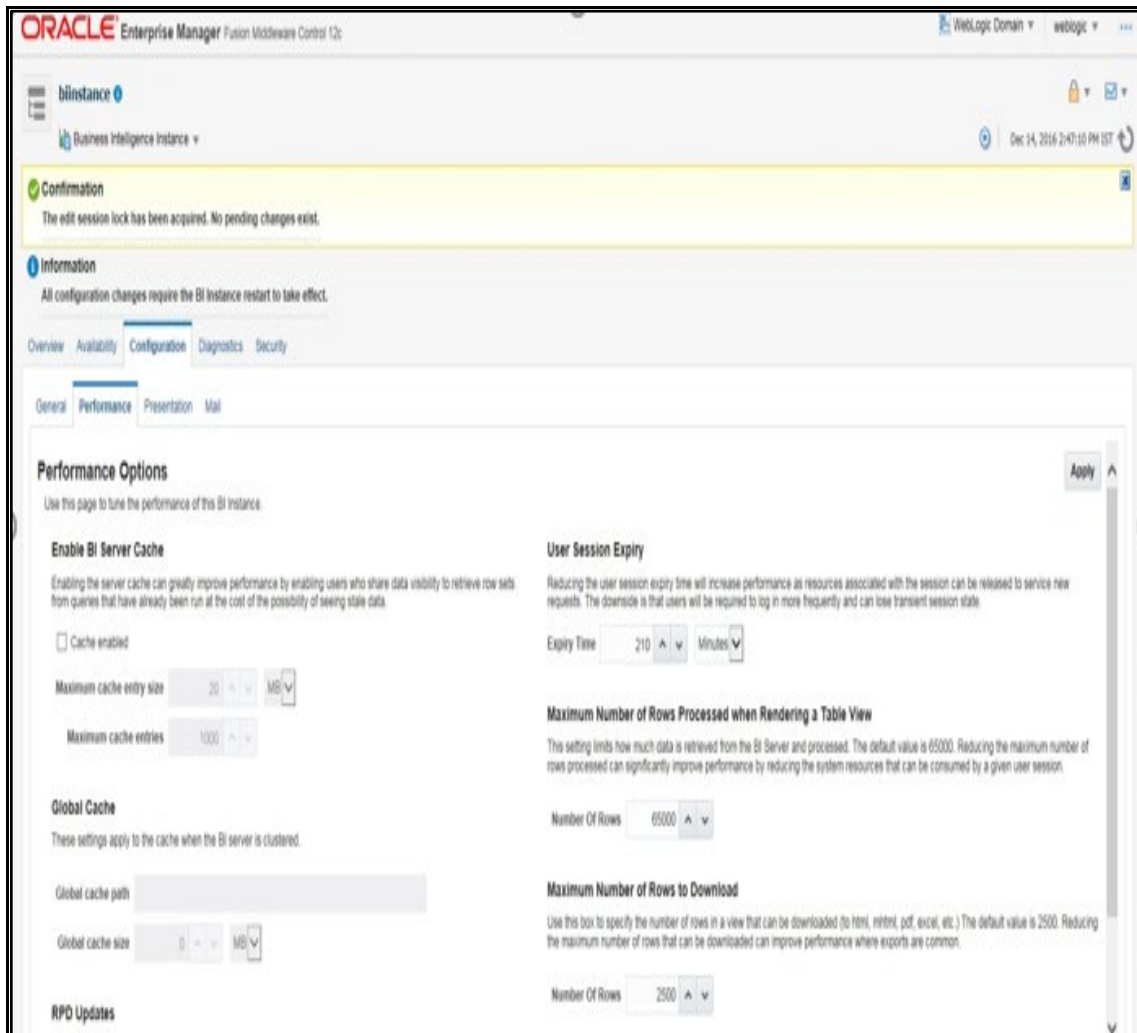 ORACLE Enterprise Manager Fusion Middleware Control 12c
WebLogic Domain weblogic
biinstance
Business Intelligence Instance
Dec 14, 2016 2:47:10 PM IST
Confirmation
The edit session lock has been acquired. No pending changes exist.
Information
All configuration changes require the BI Instance restart to take effect.
Overview Availability Configuration Diagnostics Security
General Performance Presentation Mail
Performance Options
Apply
Use this page to tune the performance of this BI Instance.
Enable BI Server Cache
Enabling the server cache can greatly improve performance by enabling users who share data visibility to retrieve row sets
from queries that have already been run at the cost of the possibility of seeing stale data.
Cache enabled
Maximum cache entry size 20 MB
Maximum cache entries 1000
Global Cache
These settings apply to the cache when the BI server is clustered.
Global cache path
Global cache size 0 MB
RPD Updates
User Session Expiry
Reducing the user session expiry time will increase performance as resources associated with the session can be released to service new
requests. The downside is that users will be required to log in more frequently and can lose transient session state.
Expiry Time 210 Minutes
Maximum Number of Rows Processed when Rendering a Table View
This setting limits how much data is retrieved from the BI Server and processed. The default value is 65000. Reducing the maximum number of
rows processed can significantly improve performance by reducing the system resources that can be consumed by a given user session.
Number Of Rows 65000
Maximum Number of Rows to Download
Use this box to specify the number of rows in a view that can be downloaded (to html, mhtml, pdf, excel, etc.) The default value is 2500. Reducing
the maximum number of rows that can be downloaded can improve performance where exports are common.
Number Of Rows 2500